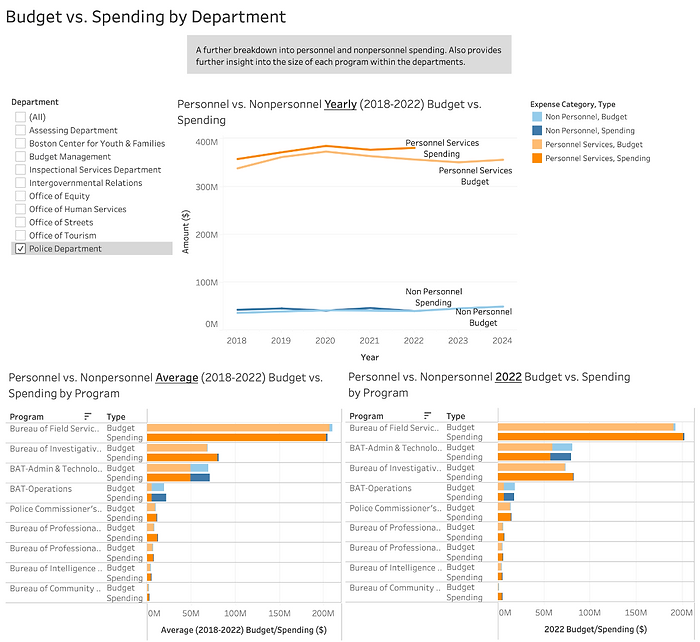 Budget vs. Spending by Department
A further breakdown into personnel and nonpersonnel spending. Also provides
further insight into the size of each program within the departments.
Department
(All)
Assessing Department
Boston Center for Youth & Families
Budget Management
Inspectional Services Department
Intergovernmental Relations
Office of Equity
Office of Human Services
Office of Streets
Office of Tourism
Police Department
Personnel vs. Nonpersonnel Yearly (2018-2022) Budget vs.
Spending
400M
300M
200M
100M
0M
Amount ($)
Personnel Services
Spending
Personnel Services
Budget
Non Personnel
Spending
Non Personnel
Budget
2018 2019 2020 2021 2022 2023 2024
Year
Expense Category, Type
Non Personnel, Budget
Non Personnel, Spending
Personnel Services, Budget
Personnel Services, Spending
Personnel vs. Nonpersonnel Average (2018-2022) Budget vs.
Spending by Program
Program Type
Bureau of Field Servic.. Budget
Spending
Bureau of Investigativ.. Budget
Spending
BAT-Admin & Technolo.. Budget
Spending
BAT-Operations Budget
Spending
Police Commissioner's.. Budget
Spending
Bureau of Professiona.. Budget
Spending
Bureau of Professiona.. Budget
Spending
Bureau of Intelligence .. Budget
Spending
Bureau of Community .. Budget
Spending
0M 50M 100M 150M 200M
Average (2018-2022) Budget/Spending ($)
Personnel vs. Nonpersonnel 2022 Budget vs. Spending
by Program
Program Type
Bureau of Field Servic.. Budget
Spending
BAT-Admin & Technolo.. Budget
Spending
Bureau of Investigativ.. Budget
Spending
BAT-Operations Budget
Spending
Police Commissioner's.. Budget
Spending
Bureau of Professiona.. Budget
Spending
Bureau of Professiona.. Budget
Spending
Bureau of Intelligence .. Budget
Spending
Bureau of Community .. Budget
Spending
0M 50M 100M 150M 200M
2022 Budget/Spending ($)